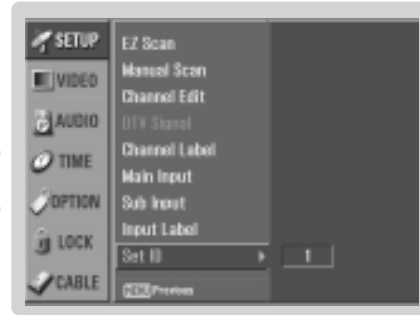 SETUP
VIDEO
AUDIO
TIME
OPTION
LOCK
CABLE
EZ Scan
Manual Scan
Channel Edit
DTV Signal
Channel Label
Main Input
Sub Input
Input Label
Set ID
1
MENU Previous